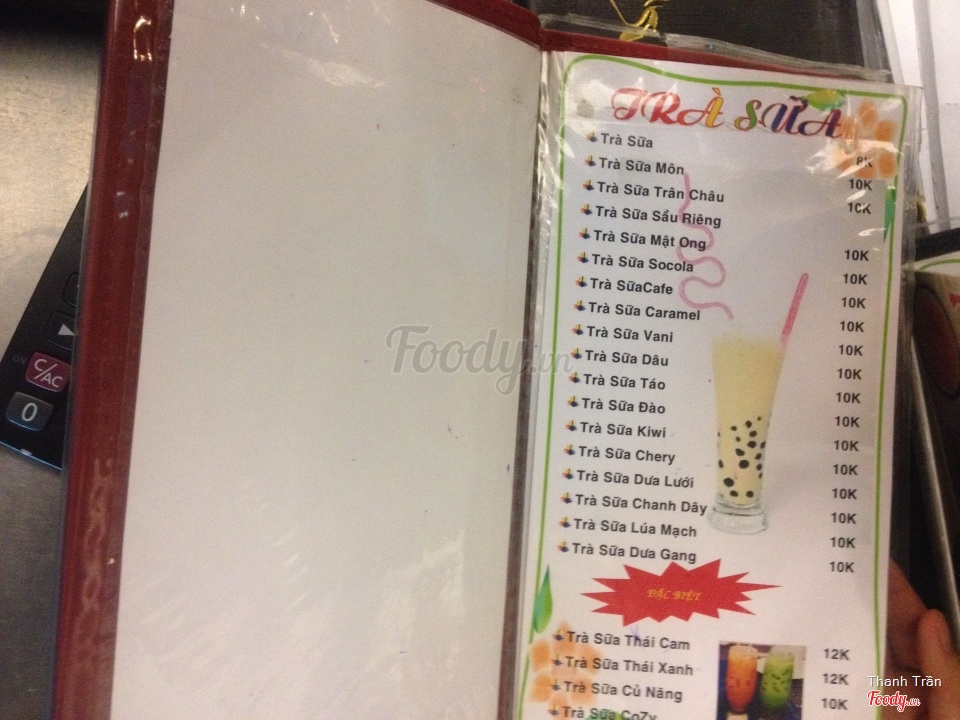 TRÀ SỮA
Trà Sữa 8K
Trà Sữa Môn 10K
Trà Sữa Trân Châu 10K
Trà Sữa Sầu Riêng
Trà Sữa Mật Ong 10K
Trà Sữa Socola 10K
Trà SữaCafe 10K
Trà Sữa Caramel 10K
Trà Sữa Vani 10K
Trà Sữa Dâu 10K
Trà Sữa Táo 10K
Trà Sữa Đào 10K
Trà Sữa Kiwi 10K
Trà Sữa Chery 10K
Trà Sữa Dưa Lưới 10K
Trà Sữa Chanh Dây 10K
Trà Sữa Lúa Mạch 10K
Trà Sữa Dưa Gang 10K
ĐẶC BIỆT
Trà Sữa Thái Cam 12K
Trà Sữa Thái Xanh 12K
Trà Sữa Củ Năng 10K
Trà Sữa CoZy
ON
C/AC
0
Foody.vn
Thanh Trần
Foody.vn